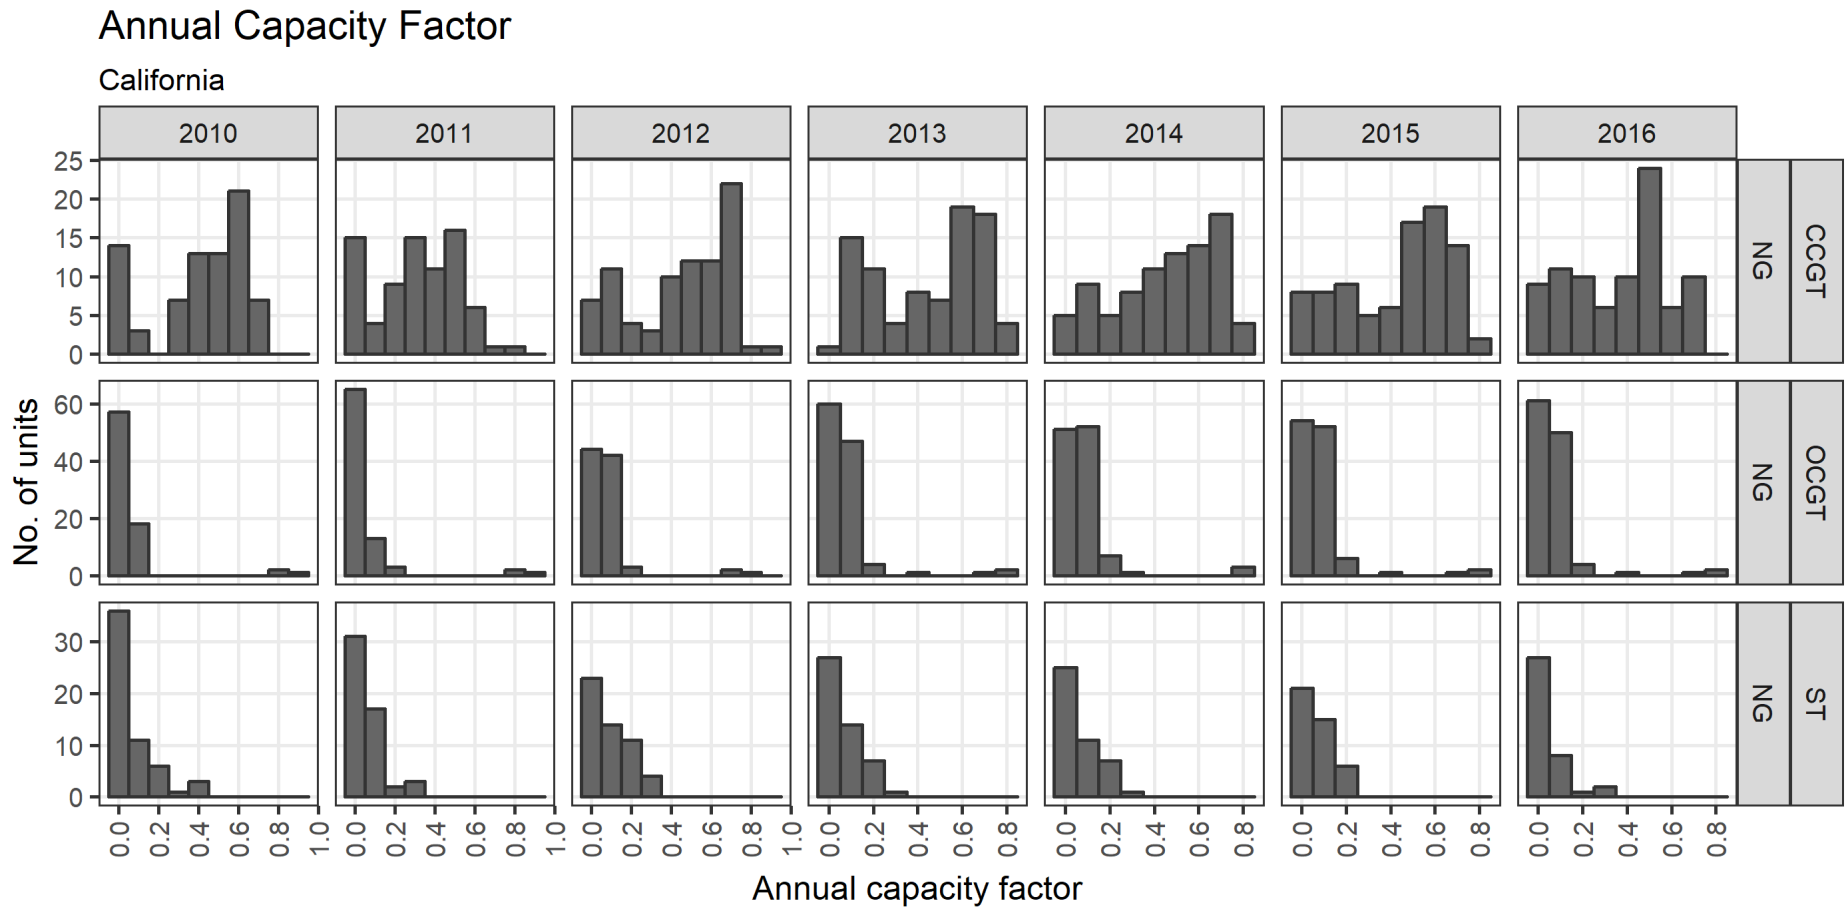 Annual Capacity Factor
California
2010 2011 2012 2013 2014 2015 2016
25
20
15
10
5
0
NG CCGT
60
40
20
0
NG OCGT
30
20
10
0
NG ST
No. of units
0.0 0.2 0.4 0.6 0.8 1.0 0.0 0.2 0.4 0.6 0.8 1.0 0.0 0.2 0.4 0.6 0.8 1.0 0.0 0.2 0.4 0.6 0.8 0.0 0.2 0.4 0.6 0.8 0.0 0.2 0.4 0.6 0.8 0.0 0.2 0.4 0.6 0.8
Annual capacity factor